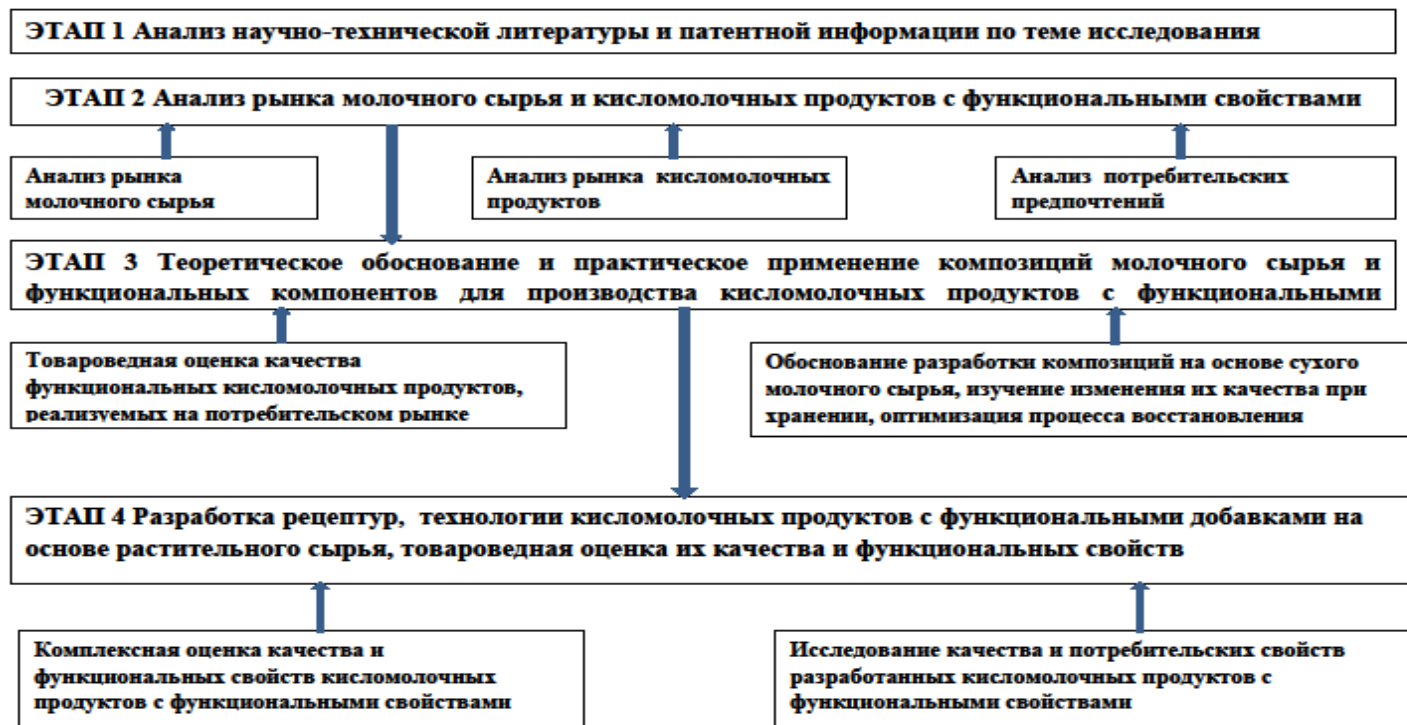 ЭТАП 1 Анализ научно-технической литературы и патентной информации по теме исследования
ЭТАП 2 Анализ рынка молочного сырья и кисломолочных продуктов с функциональными свойствами
Анализ рынка
молочного сырья
Анализ рынка кисломолочных
продуктов
Анализ потребительских
предпочтений
ЭТАП 3 Теоретическое обоснование и практическое применение композиций молочного сырья и
функциональных компонентов для производства кисломолочных продуктов с функциональными
Товароведная оценка качества
функциональных кисломолочных продуктов,
реализуемых на потребительском рынке
Обоснование разработки композиций на основе сухого
молочного сырья, изучение изменения их качества при
хранении, оптимизация процесса восстановления
ЭТАП 4 Разработка рецептур, технологии кисломолочных продуктов с функциональными добавками на
основе растительного сырья, товароведная оценка их качества и функциональных свойств
Комплексная оценка качества и
функциональных свойств кисломолочных
продуктов с функциональными свойствами
Исследование качества и потребительских свойств
разработанных кисломолочных продуктов с
функциональными свойствами